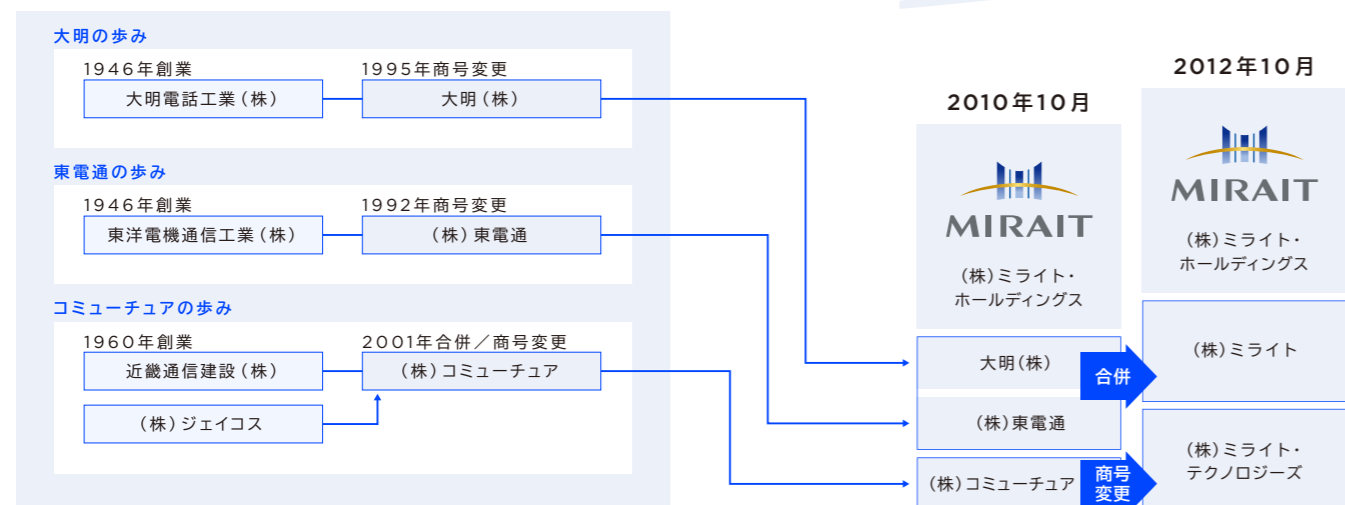 大明の歩み
1946年創業
大明電話工業(株)
1995年商号変更
大明(株)
東電通の歩み
1946年創業
東洋電機通信工業(株)
1992年商号変更
(株)東電通
コミューチュアの歩み
1960年創業
近畿通信建設(株)
(株)ジェイコス
2001年合併／商号変更
(株)コミューチュア
2010年10月
MIRAIT
(株)ミライト・
ホールディングス
大明(株)
(株)東電通
(株)コミューチュア
合併
商号
変更
2012年10月
MIRAIT
(株)ミライト・
ホールディングス
(株)ミライト
(株)ミライト・
テクノロジーズ